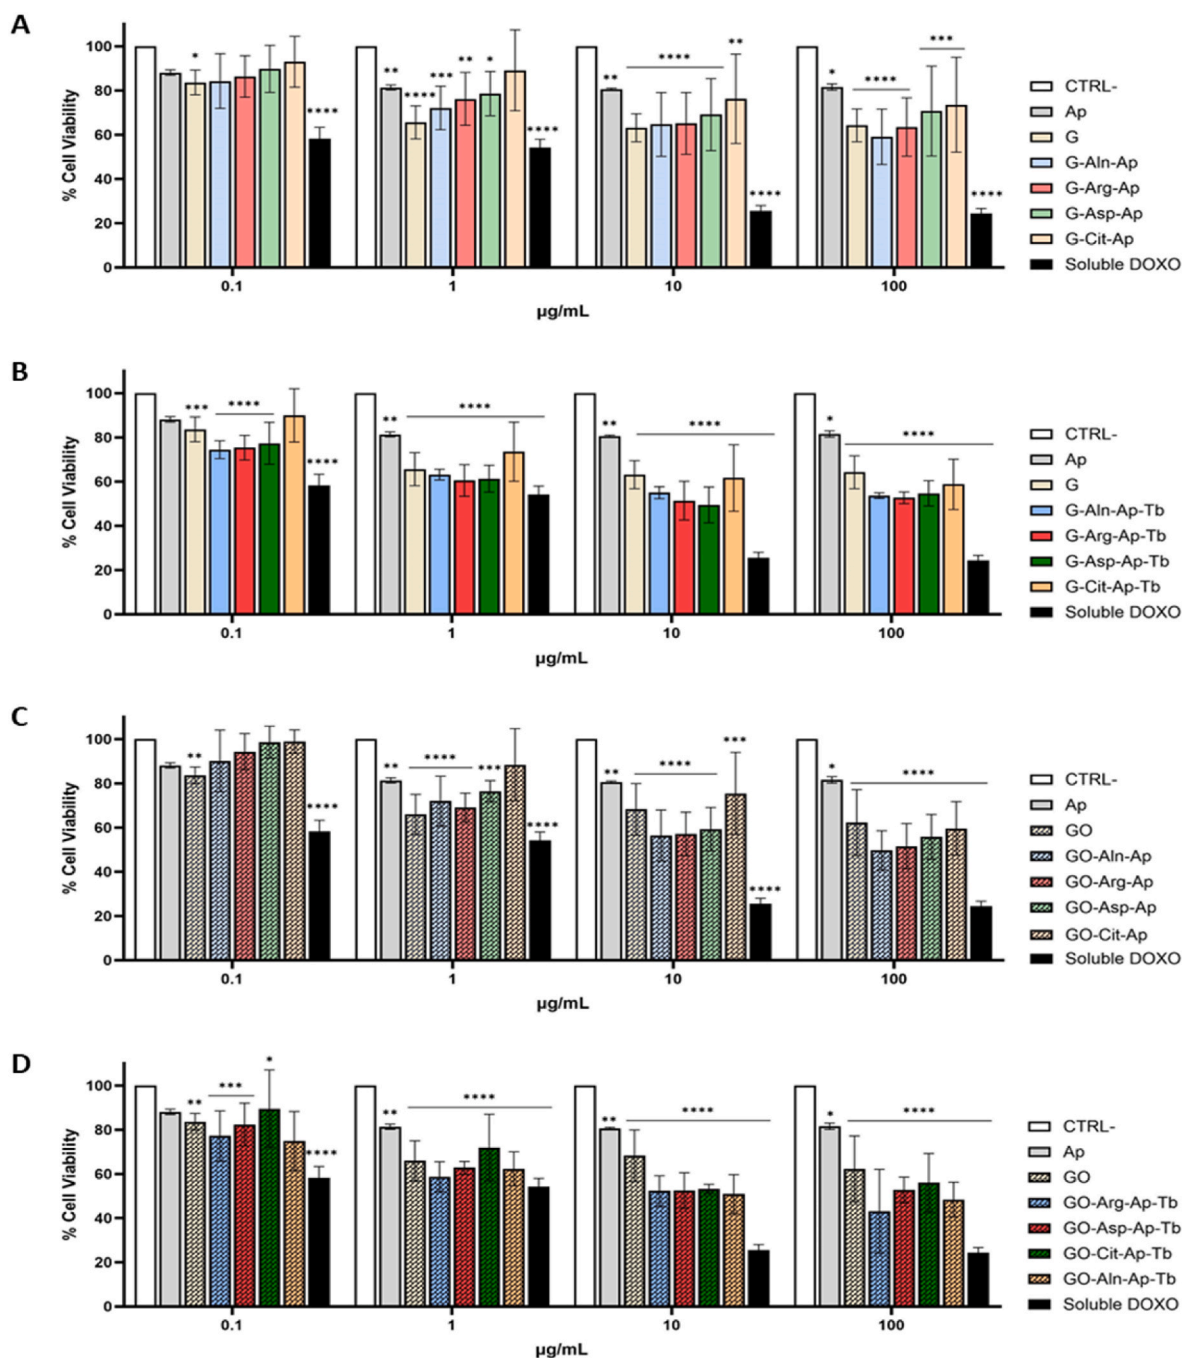 A
% Cell Viability
100
80
60
40
20
0
*
****
**
****
***
**
*
****
**
****
**
****
*
****
***
****
0.1
1
10
100
µg/mL
CTRL-
Ap
G
G-Aln-Ap
G-Arg-Ap
G-Asp-Ap
G-Cit-Ap
Soluble DOXO
B
% Cell Viability
100
80
60
40
20
0
***
****
****
**
****
**
****
*
****
0.1
1
10
100
µg/mL
CTRL-
Ap
G
G-Aln-Ap-Tb
G-Arg-Ap-Tb
G-Asp-Ap-Tb
G-Cit-Ap-Tb
Soluble DOXO
C
% Cell Viability
100
80
60
40
20
0
**
****
**
****
***
****
**
****
***
****
*
****
0.1
1
10
100
µg/mL
CTRL-
Ap
GO
GO-Aln-Ap
GO-Arg-Ap
GO-Asp-Ap
GO-Cit-Ap
Soluble DOXO
D
% Cell Viability
100
80
60
40
20
0
**
***
*
****
**
****
**
****
*
****
0.1
1
10
100
µg/mL
CTRL-
Ap
GO
GO-Arg-Ap-Tb
GO-Asp-Ap-Tb
GO-Cit-Ap-Tb
GO-Aln-Ap-Tb
Soluble DOXO